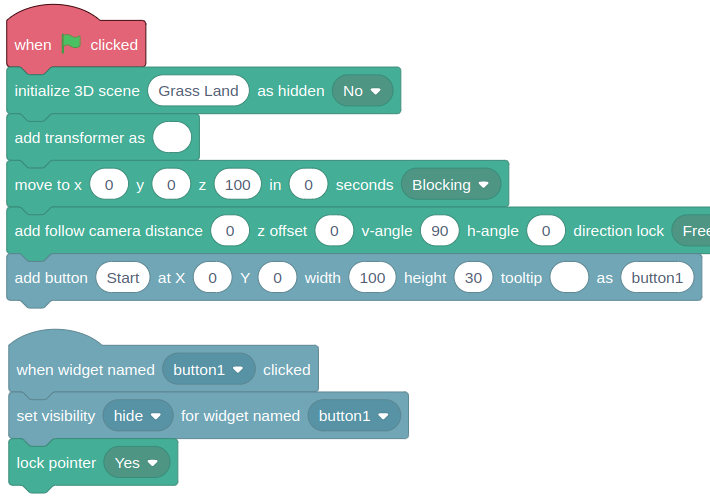 when clicked
initialize 3D scene Grass Land as hidden No
add transformer as
move to x 0 y 0 z 100 in 0 seconds Blocking
add follow camera distance 0 z offset 0 v-angle 90 h-angle 0 direction lock Free
add button Start at X 0 Y 0 width 100 height 30 tooltip as button1
when widget named button1 clicked
set visibility hide for widget named button1
lock pointer Yes